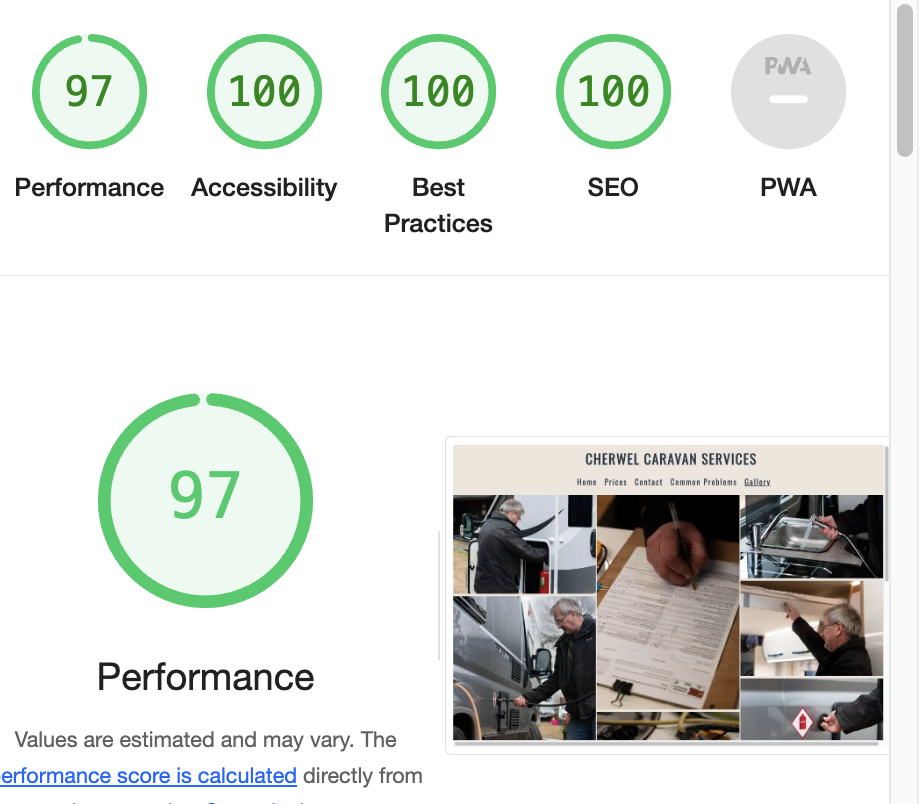 97
100
100
100
PWA
Performance
Accessibility
Best
Practices
SEO
PWA
97
Performance
Values are estimated and may vary. The
erformance score is calculated directly from
CHERWEL CARAVAN SERVICES
Home Prices Contact Common Problems Gallery